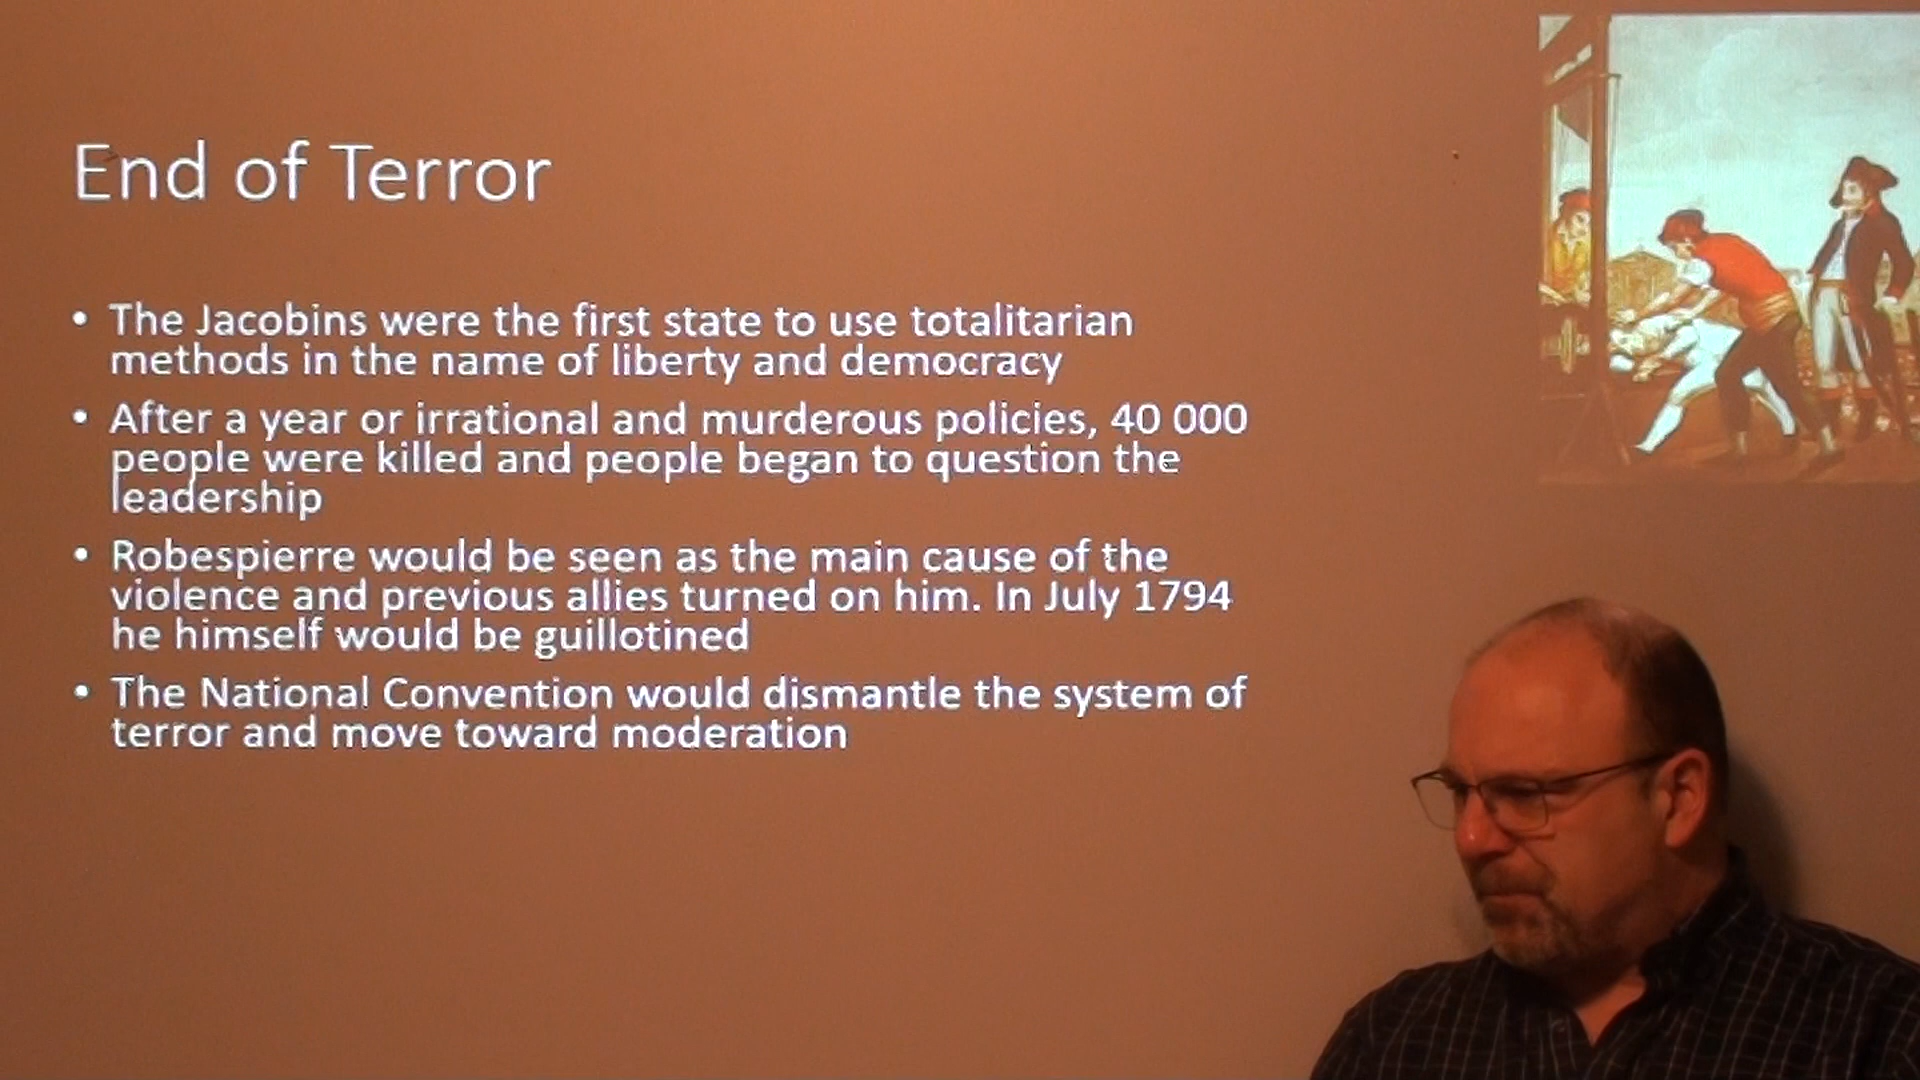 End of Terror
• The Jacobins were the first state to use totalitarian
methods in the name of liberty and democracy
• After a year or irrational and murderous policies, 40 000
people were killed and people began to question the
leadership
• Robespierre would be seen as the main cause of the
violence and previous allies turned on him. In July 1794
he himself would be guillotined
• The National Convention would dismantle the system of
terror and move toward moderation